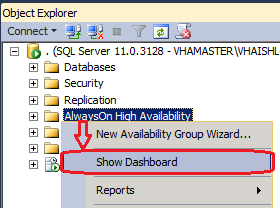 Object Explorer
Connect
. (SQL Server 11.0.3128 - VHAMASTER\VHAISHL
Databases
Security
Replication
AlwaysOn High Availability
New Availability Group Wizard...
Show Dashboard
Reports